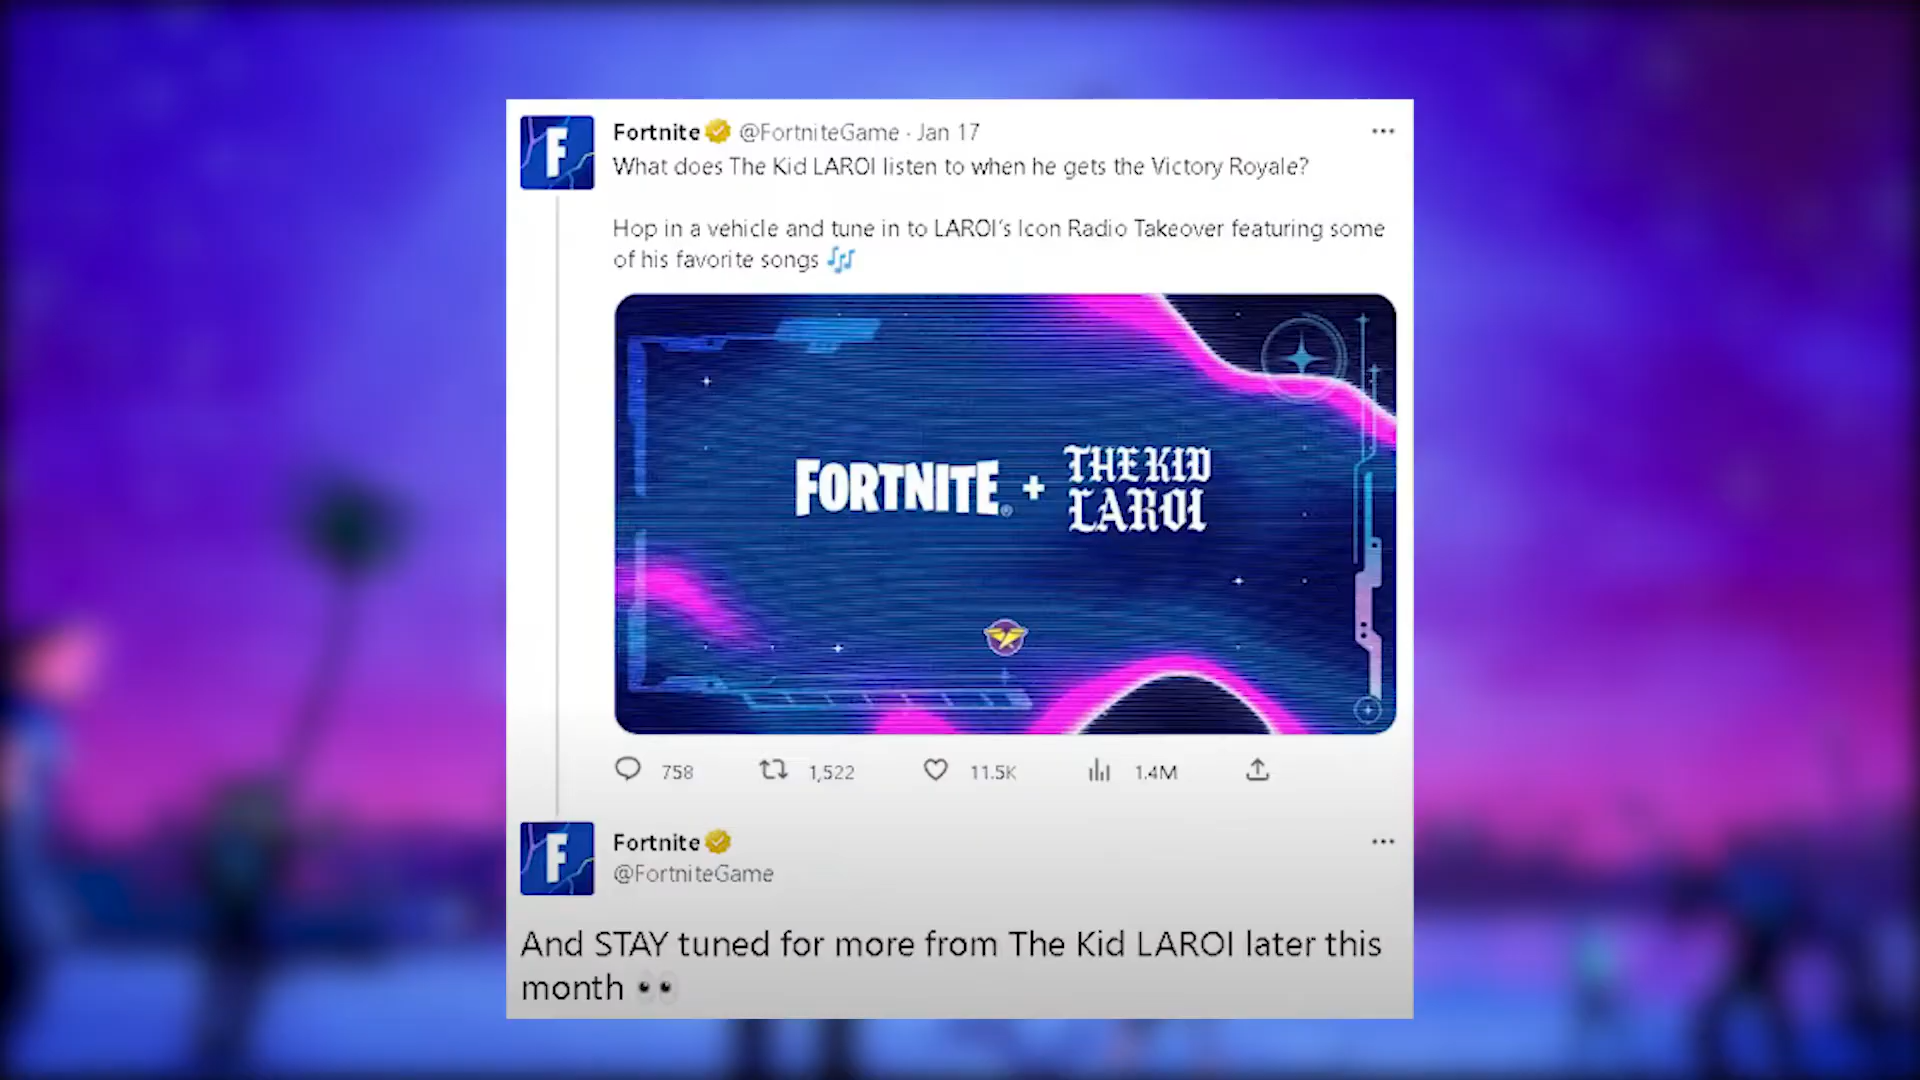 Fortnite @FortniteGame · Jan 17
What does The Kid LAROI listen to when he gets the Victory Royale?
Hop in a vehicle and tune in to LAROI's Icon Radio Takeover featuring some
of his favorite songs 🎶
FORTNITE® + THE KID
LAROI
758 1,522 11.5K 1.4M
Fortnite
@FortniteGame
And STAY tuned for more from The Kid LAROI later this
month 👀